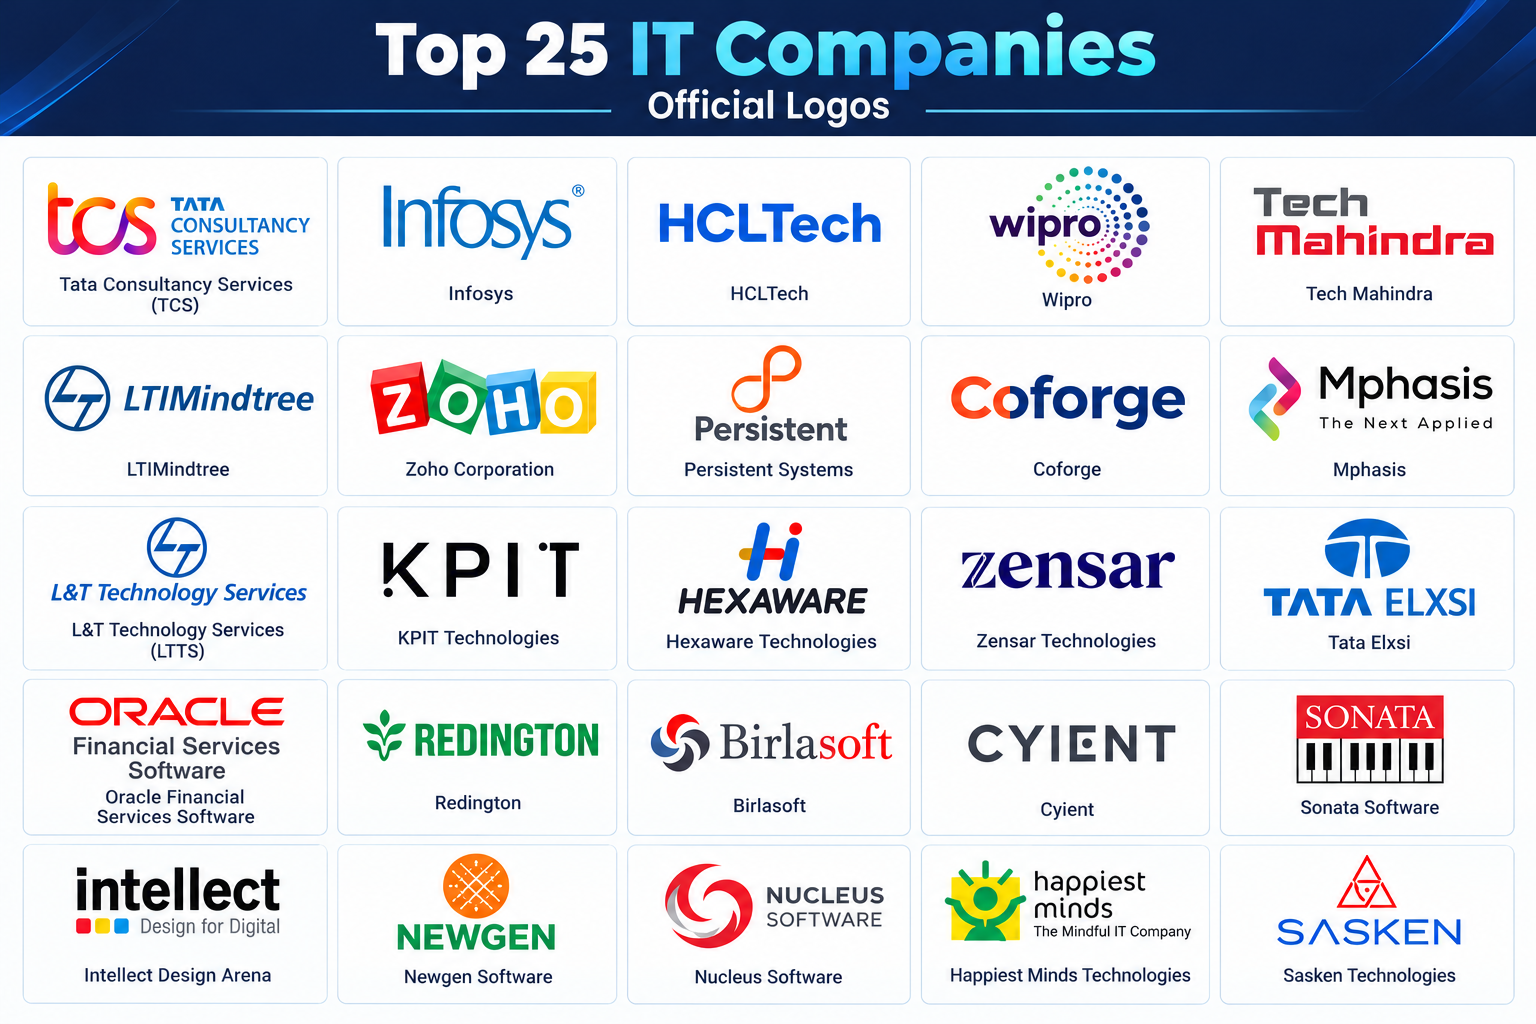 Top 25 IT Companies
Official Logos
tcs TATA
CONSULTANCY
SERVICES
Tata Consultancy Services
(TCS)
Infosys®
Infosys
HCLTech
HCLTech
wipro
Wipro
Tech
Mahindra
Tech Mahindra
LT LTIMindtree
LTIMindtree
ZOHO
Zoho Corporation
Persistent
Persistent Systems
Coforge
Coforge
Mphasis
The Next Applied
Mphasis
LT
L&T Technology Services
L&T Technology Services
(LTTS)
KPIT
KPIT Technologies
HEXAWARE
Hexaware Technologies
zensar
Zensar Technologies
TATA ELXSI
Tata Elxsi
ORACLE
Financial Services
Software
Oracle Financial
Services Software
REDINGTON
Redington
Birlasoft
Birlasoft
CYIENT
Cyient
SONATA
Sonata Software
intellect
Design for Digital
Intellect Design Arena
NEWGEN
Newgen Software
NUCLEUS
SOFTWARE
Nucleus Software
happiest
minds
The Mindful IT Company
Happiest Minds Technologies
SASKEN
Sasken Technologies